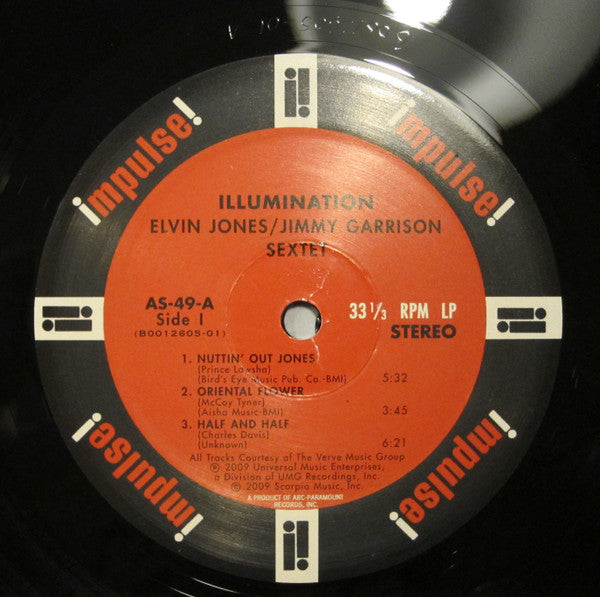 impulse!
impulse!
ILLUMINATION
ELVIN JONES/JIMMY GARRISON
SEXTET
AS-49-A
Side I
(B0012605-01)
33 1/3 RPM LP
STEREO
1. NUTTIN' OUT JONES
(Prince Lawsha)
(Bird's Eye Music Pub. Co.-BMI) 5:32
2. ORIENTAL FLOWER
(McCoy Tyner)
(Aisha Music-BMI) 3:45
3. HALF AND HALF
(Charles Davis)
(Unknown) 6:21
All Tracks Courtesy of The Verve Music Group
℗ 2009 Universal Music Enterprises,
a Division of UMG Recordings, Inc.
© 2009 Scorpio Music, Inc.
A PRODUCT OF ABC-PARAMOUNT
RECORDS, INC.
impulse!
impulse!